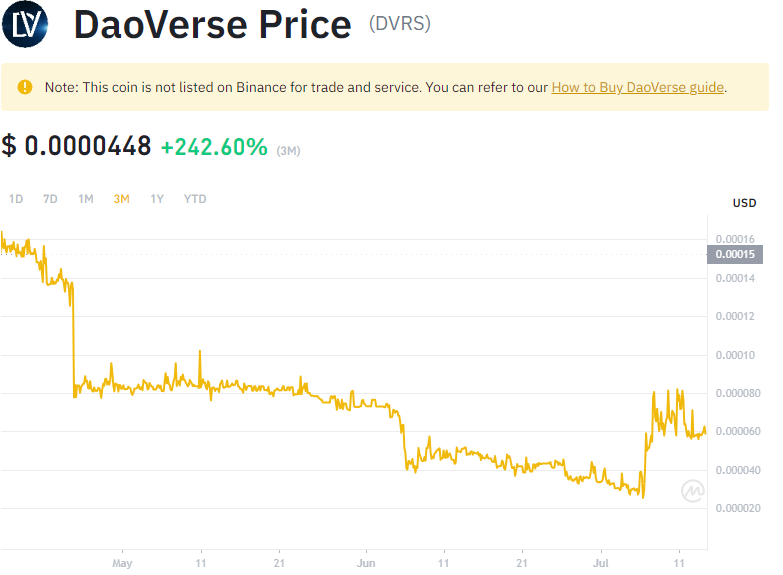 DV
DaoVerse Price (DVRS)
Note: This coin is not listed on Binance for trade and service. You can refer to our How to Buy DaoVerse guide.
$ 0.0000448 +242.60% (3M)
1D 7D 1M 3M 1Y YTD
USD
0.00016
0.00015
0.00014
0.00012
0.00010
0.000080
0.000060
0.000040
0.000020
May 11 21 Jun 11 21 Jul 11